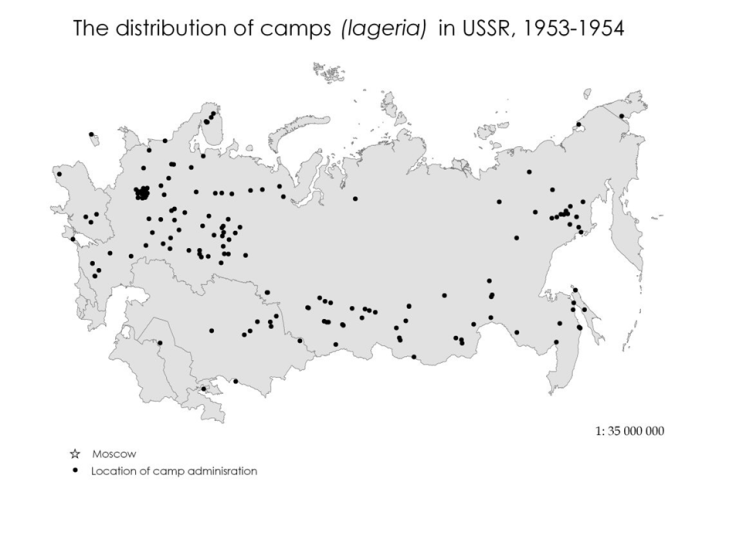 The distribution of camps (lageria) in USSR, 1953-1954
1: 35 000 000
Moscow
Location of camp adminisration